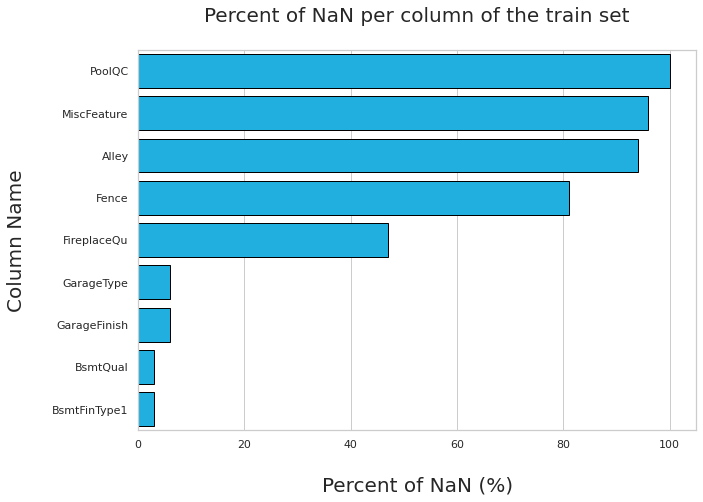 Percent of NaN per column of the train set
Column Name
PoolQC
MiscFeature
Alley
Fence
FireplaceQu
GarageType
GarageFinish
BsmtQual
BsmtFinType1
0 20 40 60 80 100
Percent of NaN (%)